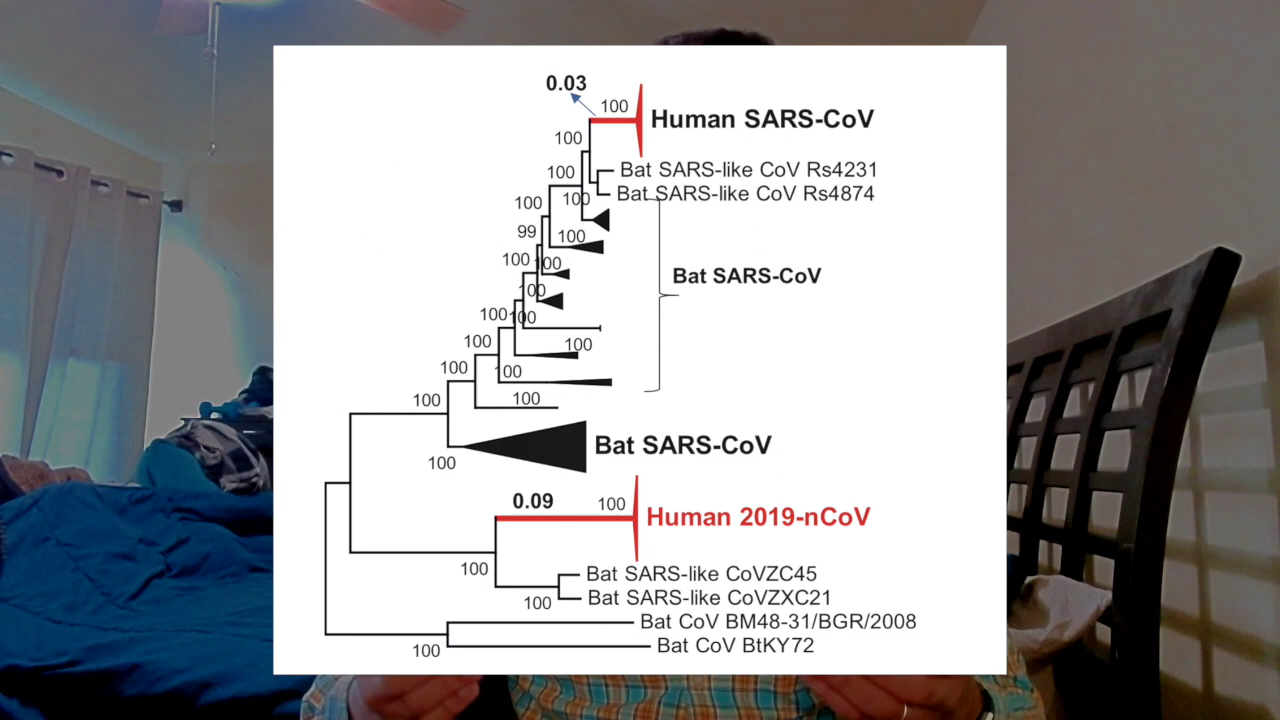 0.03
100
Human SARS-CoV
100
100
Bat SARS-like CoV Rs4231
100
Bat SARS-like CoV Rs4874
100
99
100
100
100
Bat SARS-CoV
100
100
100
100
100
100
100
100
100
100
Bat SARS-CoV
100
0.09
100
Human 2019-nCoV
100
Bat SARS-like CoVZC45
100
Bat SARS-like CoVZXC21
Bat CoV BM48-31/BGR/2008
100
Bat CoV BtKY72